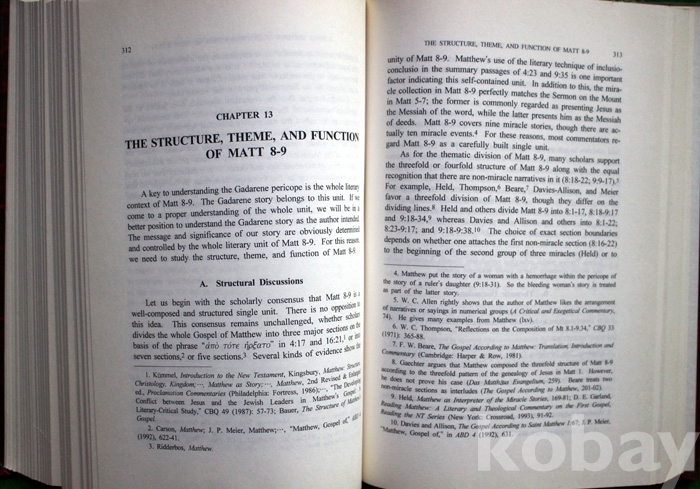 312
CHAPTER 13
THE STRUCTURE, THEME, AND FUNCTION
OF MATT 8-9
A key to understanding the Gadarene pericope is the whole literary
context of Matt 8-9. The Gadarene story belongs to this unit. If we
come to a proper understanding of the whole unit, we will be in a
better position to understand the Gadarene story as the author intended.
The message and significance of our story are obviously determined
and controlled by the whole literary unit of Matt 8-9. For this reason,
we need to study the structure, theme, and function of Matt 8-9.
A. Structural Discussions
Let us begin with the scholarly consensus that Matt 8-9 is a
well-composed and structured single unit. There is no opposition to
this idea. This consensus remains unchallenged, whether scholars
divides the whole Gospel of Matthew into three major sections on the
basis of the phrase "ἀπὸ τότε ἤρξατο" in 4:17 and 16:21,1 or into
seven sections,2 or five sections.3 Several kinds of evidence show the
1. Kümmel, Introduction to the New Testament, Kingsbury, Matthew: Structure,
Christology, Kingdom;···, Matthew as Story;···, Matthew, 2nd Revised & Enlarged
ed., Proclamation Commentaries (Philadelphia: Fortress, 1986);···, "The Developing
Conflict between Jesus and the Jewish Leaders in Matthew's Gospel: A
Literary-Critical Study," CBQ 49 (1987): 57-73; Bauer, The Structure of Matthew's
Gospel.
2. Carson, Matthew; J. P. Meier, Matthew;···, "Matthew, Gospel of," ABD 4
(1992), 622-41.
3. Ridderbos, Matthew.
THE STRUCTURE, THEME, AND FUNCTION OF MATT 8-9 313
unity of Matt 8-9. Matthew's use of the literary technique of inclusio-
conclusio in the summary passages of 4:23 and 9:35 is one important
factor indicating this self-contained unit. In addition to this, the mira-
cle collection in Matt 8-9 perfectly matches the Sermon on the Mount
in Matt 5-7; the former is commonly regarded as presenting Jesus as
the Messiah of the word, while the latter presents him as the Messiah
of deeds. Matt 8-9 covers nine miracle stories, though there are ac-
tually ten miracle events.4 For these reasons, most commentators re-
gard Matt 8-9 as a carefully built single unit.
As for the thematic division of Matt 8-9, many scholars support
the threefold or fourfold structure of Matt 8-9 along with the equal
recognition that there are non-miracle narratives in it (8:18-22; 9:9-17).5
For example, Held, Thompson,6 Beare,7 Davies-Allison, and Meier
favor a threefold division of Matt 8-9, though they differ on the
dividing lines.8 Held and others divide Matt 8-9 into 8:1-17, 8:18-9:17
and 9:18-34,9 whereas Davies and Allison and others into 8:1-22;
8:23-9:17; and 9:18-9:38.10 The choice of exact section boundaries
depends on whether one attaches the first non-miracle section (8:16-22)
to the beginning of the second group of three miracles (Held) or to
4. Matthew put the story of a woman with a hemorrhage within the pericope of
the story of a ruler's daughter (9:18-31). So the bleeding woman's story is treated
as part of the latter story.
5. W. C. Allen rightly shows that the author of Matthew likes the arrangement
of narratives or sayings in numerical groups (A Critical and Exegetical Commentary,
74). He gives many examples from Matthew (lxv).
6. W. C. Thompson, "Reflections on the Composition of Mt 8.1-9.34," CBQ 33
(1971): 365-88.
7. F. W. Beare, The Gospel According to Matthew: Translation, Introduction and
Commentary (Cambridge: Harper & Row, 1981).
8. Gaechter argues that Matthew composed the threefold structure of Matt 8-9
according to the threefold pattern of the genealogy of Jesus in Matt 1. However,
he does not prove his case (Das Matthäus Evangelium, 259). Beare treats two
non-miracle sections as interludes (The Gospel According to Matthew, 201-02).
9. Held, Matthew as Interpreter of the Miracle Stories, 169-81; D. E. Garland,
Reading Matthew: A Literary and Theological Commentary on the First Gospel,
Reading the NT Series (New York: Crossroad, 1993), 91-92.
10. Davies and Allison, The Gospel According to Saint Matthew I:67; J. P. Meier,
"Matthew, Gospel of," in ABD 4 (1992), 631.
kobay